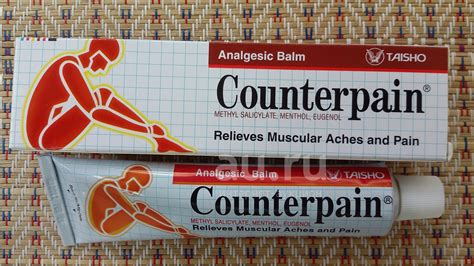 Analgesic Balm TAISHO
Counterpain®
METHYL SALICYLATE, MENTHOL, EUGENOL
Relieves Muscular Aches and Pain
Analgesic Balm TAISHO
Counterpain®
METHYL SALICYLATE, MENTHOL, EUGENOL
Relieves Muscular Aches and Pain